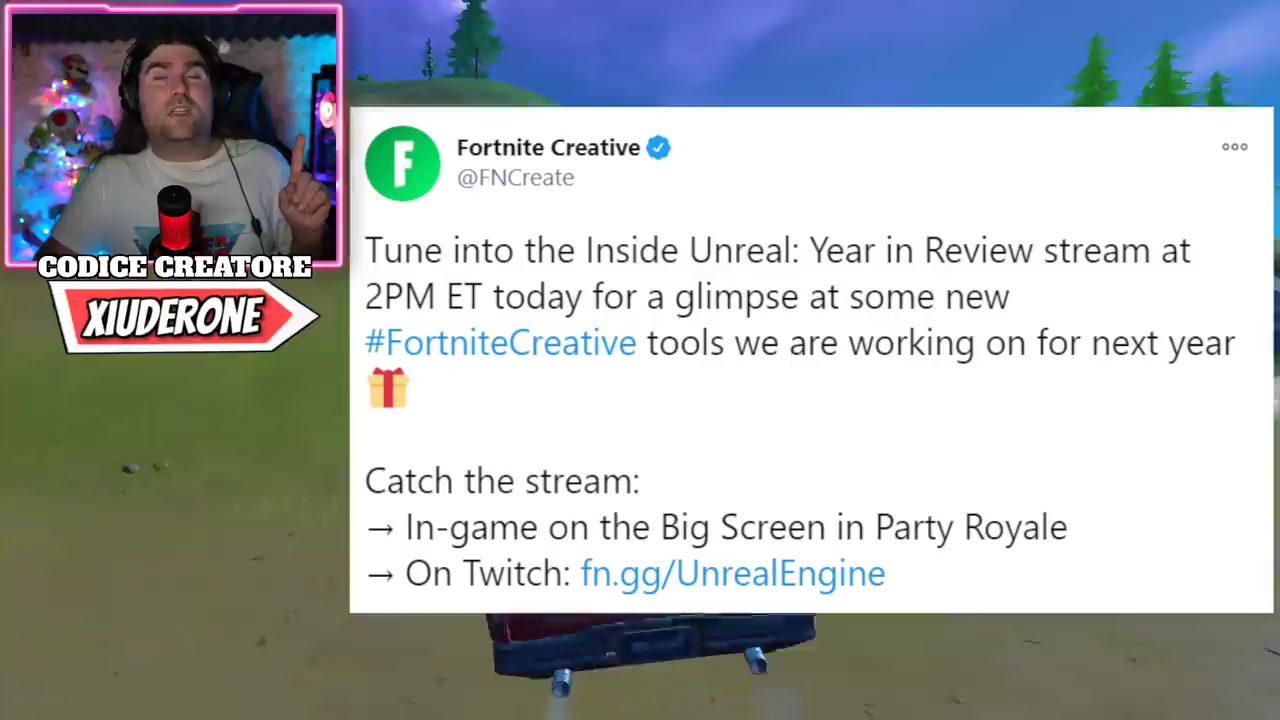 CODICE CREATORE
XIUDERONE
Fortnite Creative
@FNCreate
Tune into the Inside Unreal: Year in Review stream at
2PM ET today for a glimpse at some new
#FortniteCreative tools we are working on for next year
🎁
Catch the stream:
→ In-game on the Big Screen in Party Royale
→ On Twitch: fn.gg/UnrealEngine